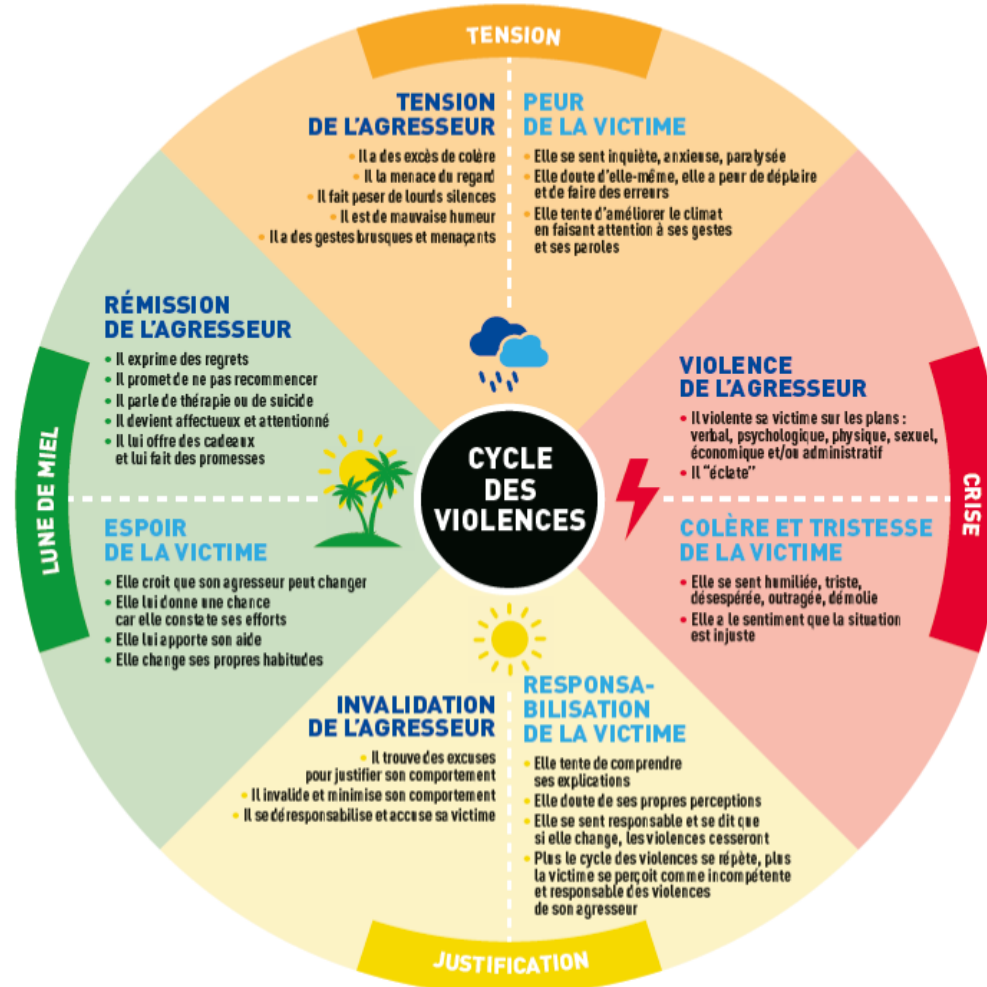 TENSION
TENSION
DE L'AGRESSEUR
• Il a des excès de colère
• Il la menace du regard
• Il fait peser de lourds silences
• Il est de mauvaise humeur
• Il a des gestes brusques et menaçants
PEUR
DE LA VICTIME
• Elle se sent inquiète, anxieuse, paralysée
• Elle doute d'elle-même, elle a peur de déplaire
et de faire des erreurs
• Elle tente d'améliorer le climat
en faisant attention à ses gestes
et ses paroles
CRISE
VIOLENCE
DE L'AGRESSEUR
• Il violente sa victime sur les plans :
verbal, psychologique, physique, sexuel,
économique et/ou administratif
• Il "éclate"
COLÈRE ET TRISTESSE
DE LA VICTIME
• Elle se sent humiliée, triste,
désespérée, outragée, démolie
• Elle a le sentiment que la situation
est injuste
JUSTIFICATION
INVALIDATION
DE L'AGRESSEUR
• Il trouve des excuses
pour justifier son comportement
• Il invalide et minimise son comportement
• Il se déresponsabilise et accuse sa victime
RESPONSA-
BILISATION
DE LA VICTIME
• Elle tente de comprendre
ses explications
• Elle doute de ses propres perceptions
• Elle se sent responsable et se dit que
si elle change, les violences cesseront
• Plus le cycle des violences se répète, plus
la victime se perçoit comme incompétente
et responsable des violences
de son agresseur
LUNE DE MIEL
RÉMISSION
DE L'AGRESSEUR
• Il exprime des regrets
• Il promet de ne pas recommencer
• Il parle de thérapie ou de suicide
• Il devient affectueux et attentionné
• Il lui offre des cadeaux
et lui fait des promesses
ESPOIR
DE LA VICTIME
• Elle croit que son agresseur peut changer
• Elle lui donne une chance
car elle constate ses efforts
• Elle lui apporte son aide
• Elle change ses propres habitudes
CYCLE
DES
VIOLENCES